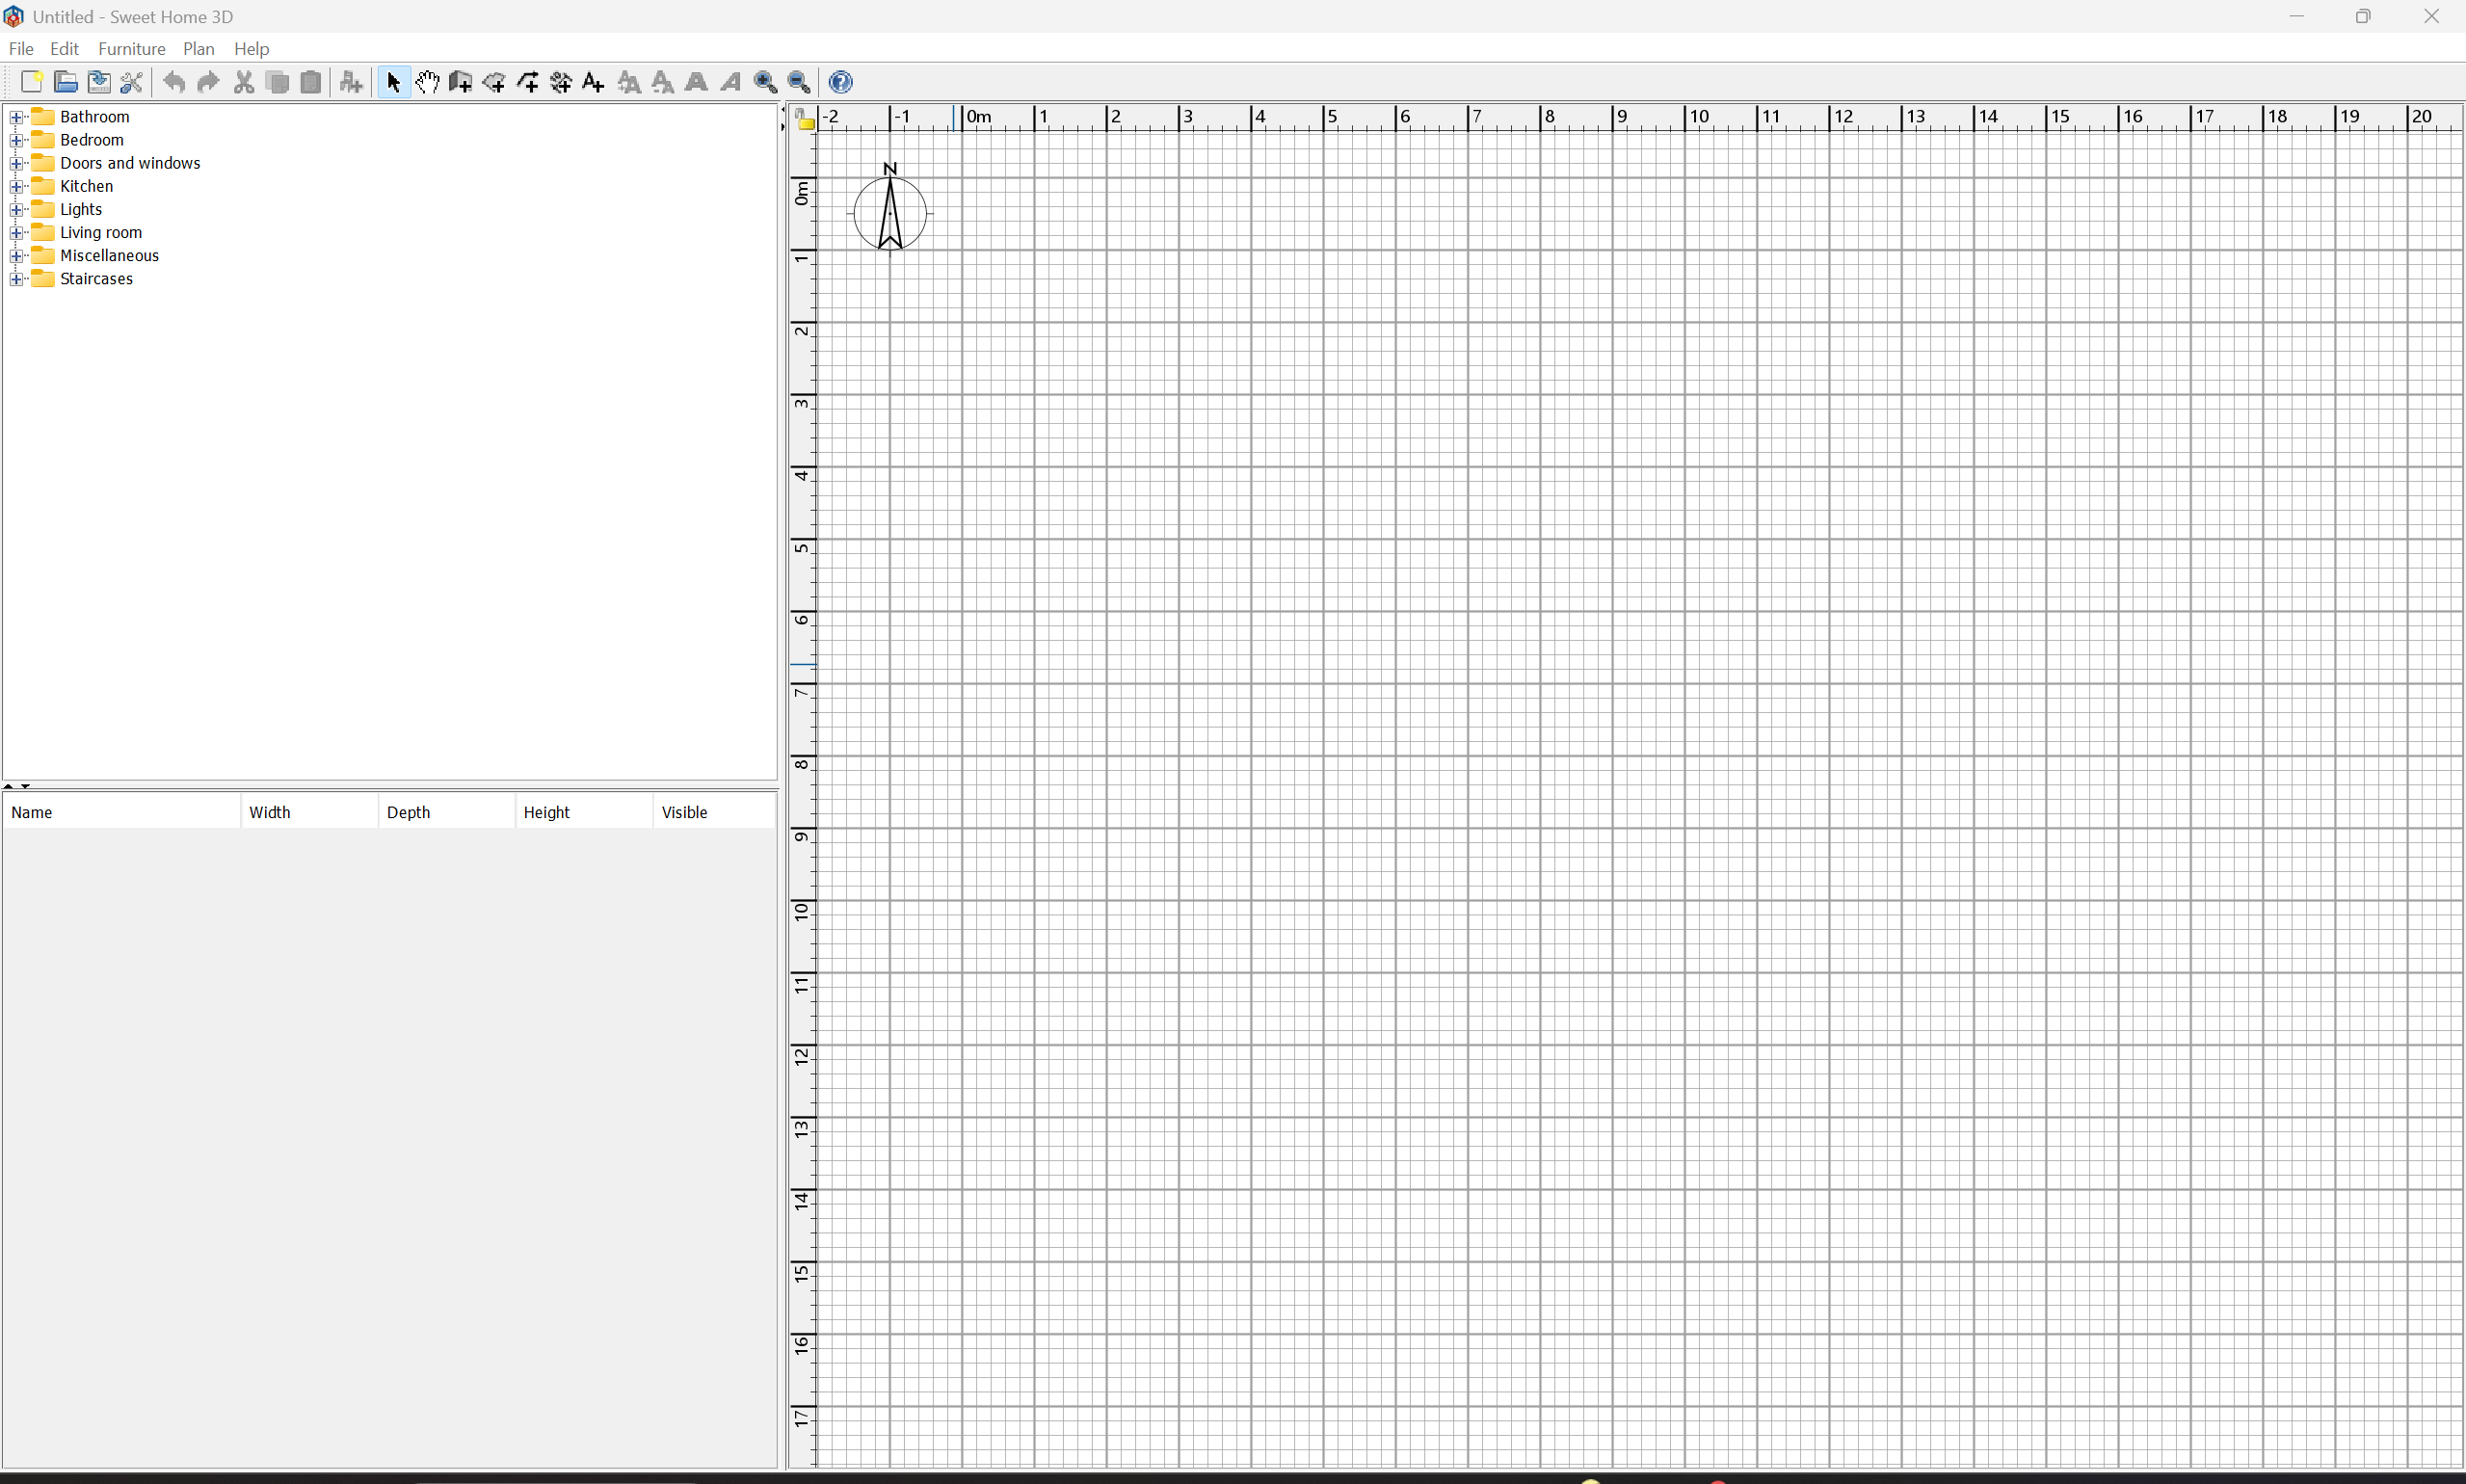 Untitled - Sweet Home 3D
File Edit Furniture Plan Help
Bathroom
Bedroom
Doors and windows
Kitchen
Lights
Living room
Miscellaneous
Staircases
Name Width Depth Height Visible
-2 -1 0m 1 2 3 4 5 6 7 8 9 10 11 12 13 14 15 16 17 18 19 20
N
0m
1
2
3
4
5
6
7
8
9
10
11
12
13
14
15
16
17